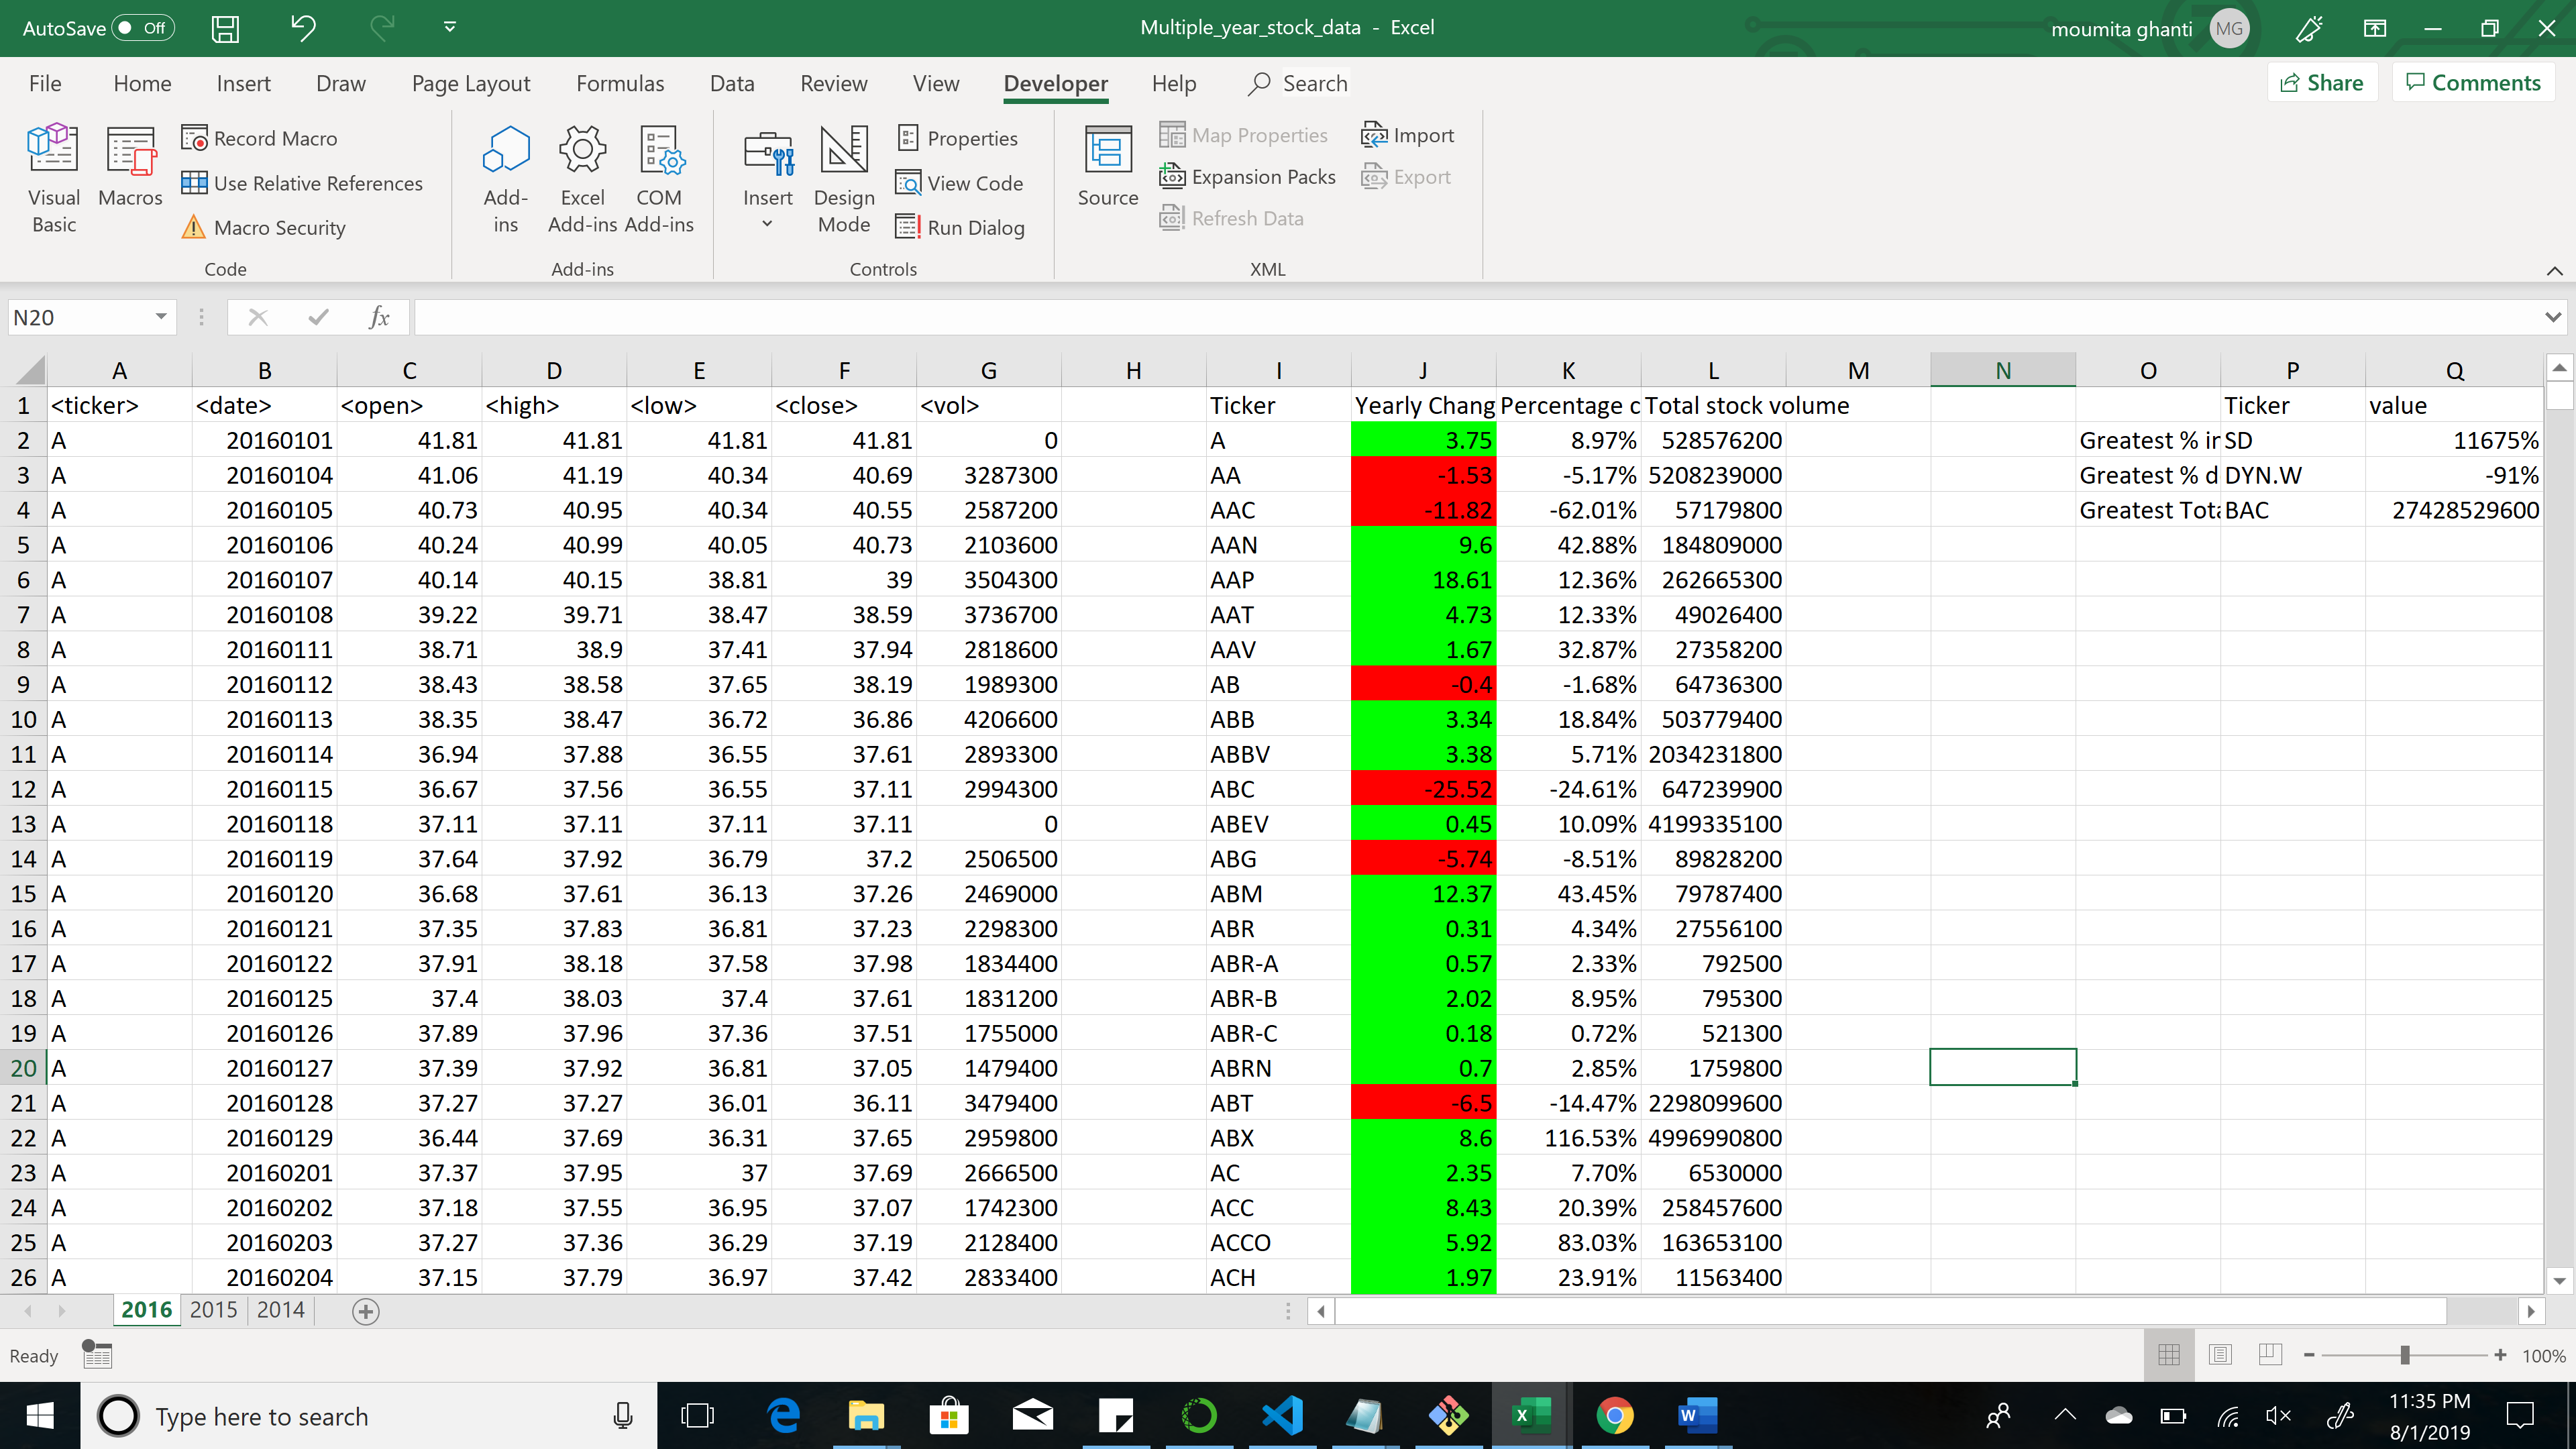 AutoSave Off Multiple_year_stock_data - Excel moumita ghanti MG
File Home Insert Draw Page Layout Formulas Data Review View Developer Help Search Share Comments
Visual Basic
Macros
Record Macro
Use Relative References
Macro Security
Code
Add-ins
Excel Add-ins
COM Add-ins
Add-ins
Insert
Design Mode
Properties
View Code
Run Dialog
Controls
Source
Map Properties
Expansion Packs
Refresh Data
Import
Export
XML
N20 fx
A B C D E F G H I J K L M N O P Q
1 <ticker> <date> <open> <high> <low> <close> <vol> Ticker Yearly Chang Percentage c Total stock volume Ticker value
2 A 20160101 41.81 41.81 41.81 41.81 0 A 3.75 8.97% 528576200 Greatest % in SD 11675%
3 A 20160104 41.06 41.19 40.34 40.69 3287300 AA -1.53 -5.17% 5208239000 Greatest % d DYN.W -91%
4 A 20160105 40.73 40.95 40.34 40.55 2587200 AAC -11.82 -62.01% 57179800 Greatest Tota BAC 27428529600
5 A 20160106 40.24 40.99 40.05 40.73 2103600 AAN 9.6 42.88% 184809000
6 A 20160107 40.14 40.15 38.81 39 3504300 AAP 18.61 12.36% 262665300
7 A 20160108 39.22 39.71 38.47 38.59 3736700 AAT 4.73 12.33% 49026400
8 A 20160111 38.71 38.9 37.41 37.94 2818600 AAV 1.67 32.87% 27358200
9 A 20160112 38.43 38.58 37.65 38.19 1989300 AB -0.4 -1.68% 64736300
10 A 20160113 38.35 38.47 36.72 36.86 4206600 ABB 3.34 18.84% 503779400
11 A 20160114 36.94 37.88 36.55 37.61 2893300 ABBV 3.38 5.71% 2034231800
12 A 20160115 36.67 37.56 36.55 37.11 2994300 ABC -25.52 -24.61% 647239900
13 A 20160118 37.11 37.11 37.11 37.11 0 ABEV 0.45 10.09% 4199335100
14 A 20160119 37.64 37.92 36.79 37.2 2506500 ABG -5.74 -8.51% 89828200
15 A 20160120 36.68 37.61 36.13 37.26 2469000 ABM 12.37 43.45% 79787400
16 A 20160121 37.35 37.83 36.81 37.23 2298300 ABR 0.31 4.34% 27556100
17 A 20160122 37.91 38.18 37.58 37.98 1834400 ABR-A 0.57 2.33% 792500
18 A 20160125 37.4 38.03 37.4 37.61 1831200 ABR-B 2.02 8.95% 795300
19 A 20160126 37.89 37.96 37.36 37.51 1755000 ABR-C 0.18 0.72% 521300
20 A 20160127 37.39 37.92 36.81 37.05 1479400 ABRN 0.7 2.85% 1759800
21 A 20160128 37.27 37.27 36.01 36.11 3479400 ABT -6.5 -14.47% 2298099600
22 A 20160129 36.44 37.69 36.31 37.65 2959800 ABX 8.6 116.53% 4996990800
23 A 20160201 37.37 37.95 37 37.69 2666500 AC 2.35 7.70% 6530000
24 A 20160202 37.18 37.55 36.95 37.07 1742300 ACC 8.43 20.39% 258457600
25 A 20160203 37.27 37.36 36.29 37.19 2128400 ACCO 5.92 83.03% 163653100
26 A 20160204 37.15 37.79 36.97 37.42 2833400 ACH 1.97 23.91% 11563400
2016 2015 2014
Ready 100%
Type here to search
11:35 PM
8/1/2019